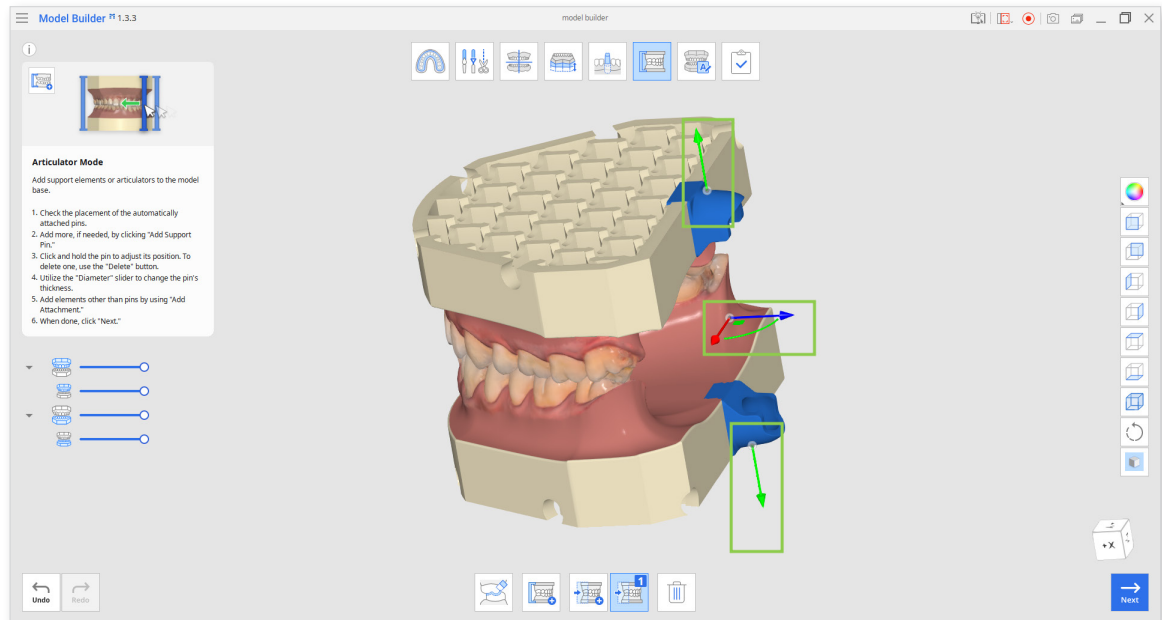 Model Builder 1.3.3
model builder
A
Articulator Mode
Add support elements or articulators to the model
base.
1. Check the placement of the automatically
attached pins.
2. Add more, if needed, by clicking "Add Support
Pin."
3. Click and hold the pin to adjust its position. To
delete one, use the "Delete" button.
4. Utilize the "Diameter" slider to change the pin's
thickness.
5. Add elements other than pins by using "Add
Attachment."
6. When done, click "Next."
+X
1
Undo
Redo
Next